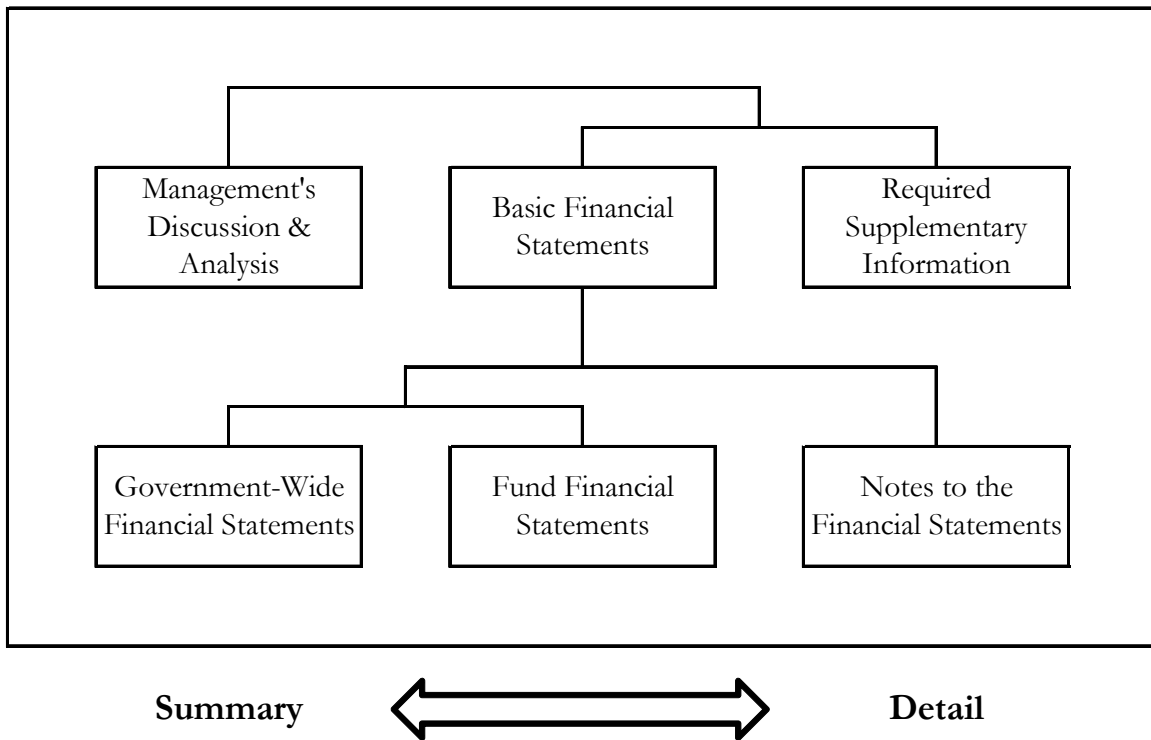 Management's
Discussion &
Analysis
Basic Financial
Statements
Required
Supplementary
Information
Government-Wide
Financial Statements
Fund Financial
Statements
Notes to the
Financial Statements
Summary
Detail